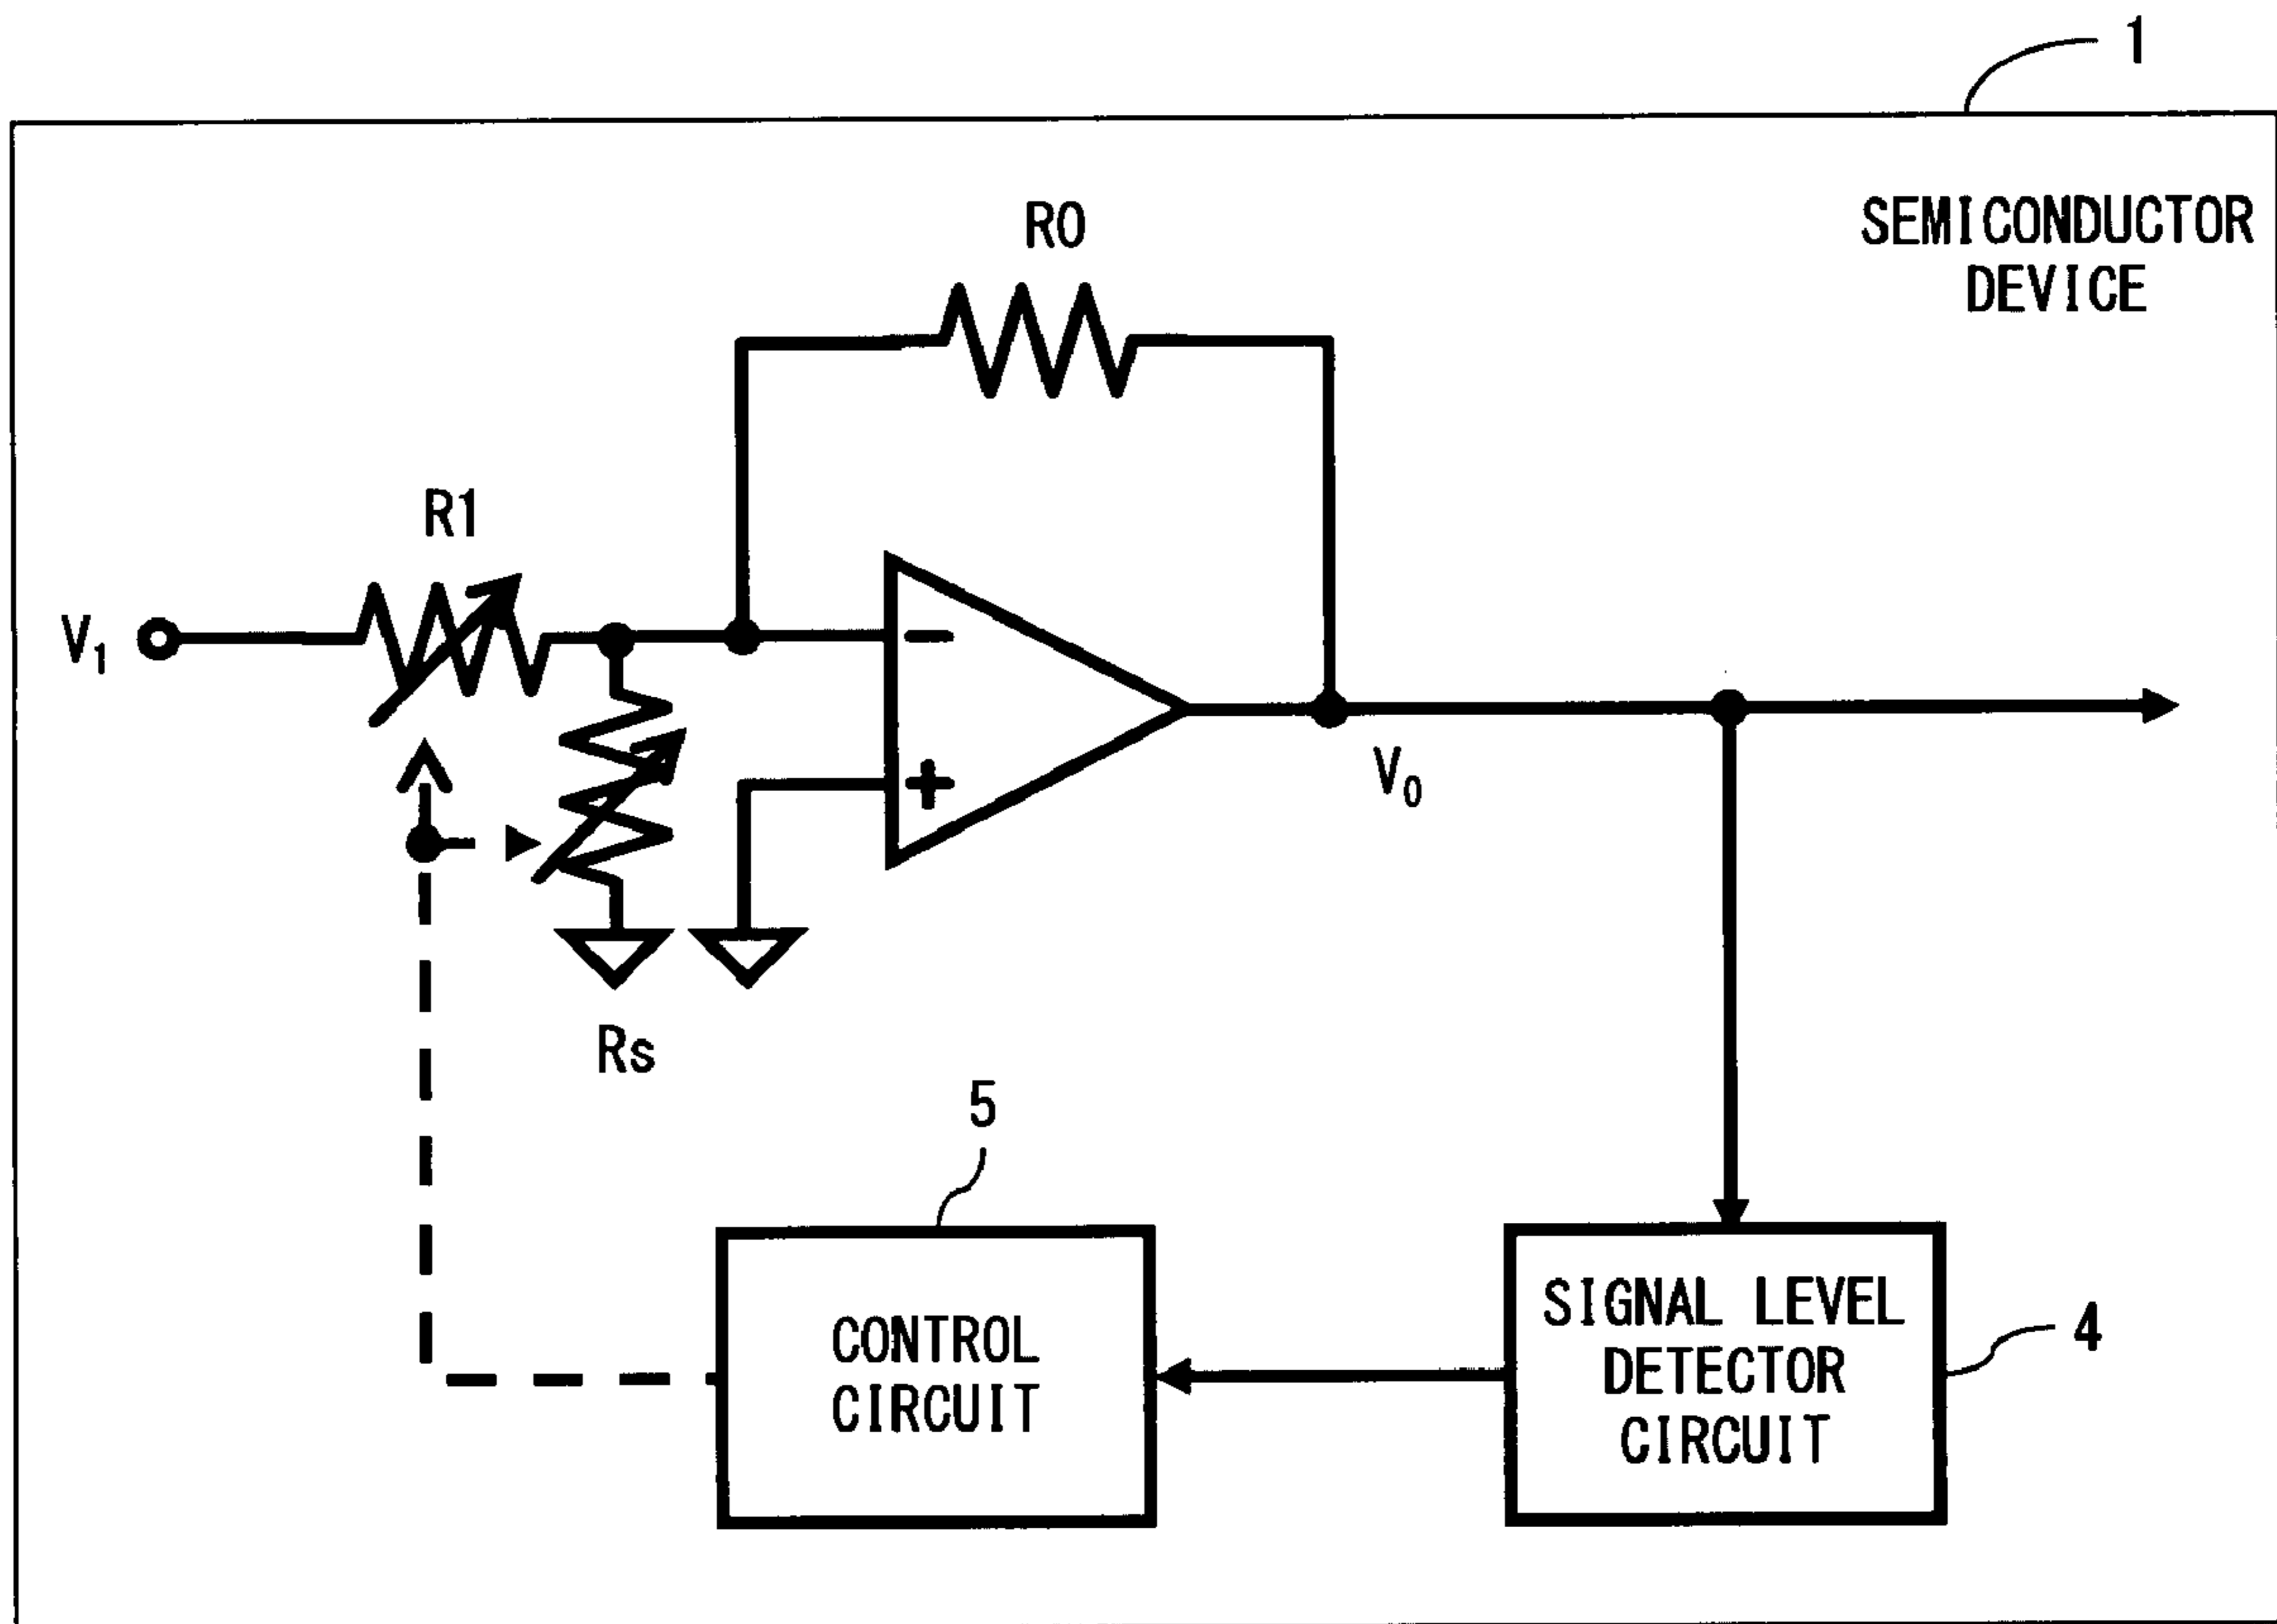 1
SEMICONDUCTOR
DEVICE
R0
R1
V1
−
+
V0
Rs
5
CONTROL
CIRCUIT
SIGNAL LEVEL
DETECTOR
CIRCUIT
4